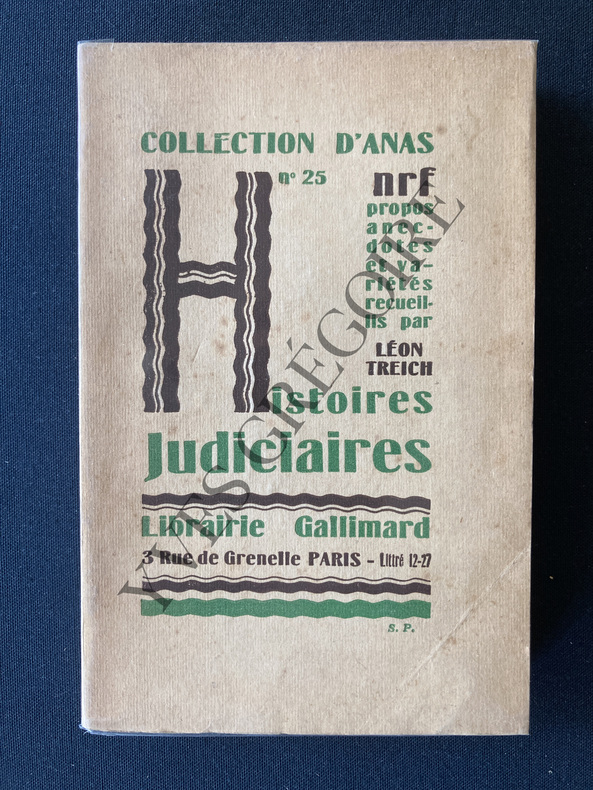 COLLECTION D'ANAS
nº 25
nrf
propos
anec-
dotes
et va-
riétés
recueil-
lis par
LÉON
TREICH
Histoires
Judiciaires
Librairie Gallimard
3 Rue de Grenelle PARIS - Littré 12-27
S. P.
YVES GRÉGOIRE